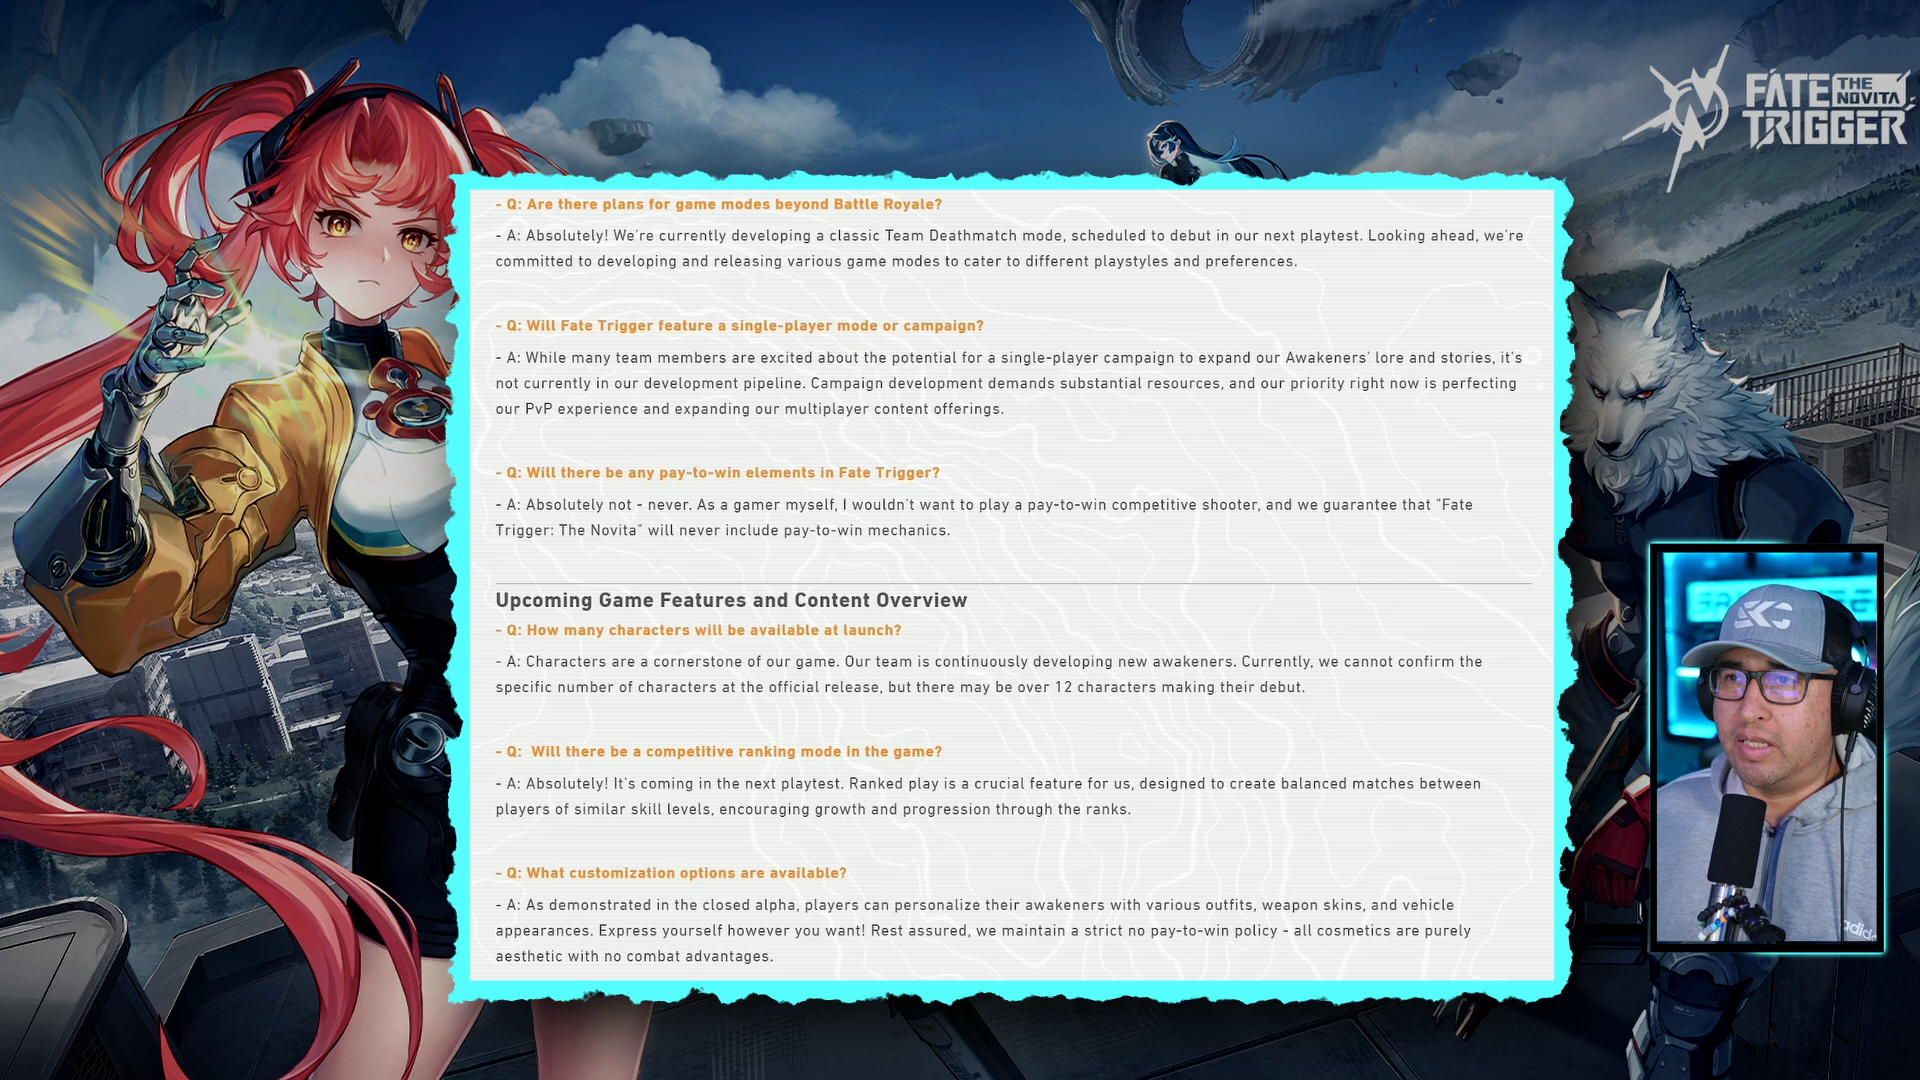 FATE THE NOVITA
TRIGGER
- Q: Are there plans for game modes beyond Battle Royale?
- A: Absolutely! We're currently developing a classic Team Deathmatch mode, scheduled to debut in our next playtest. Looking ahead, we're
committed to developing and releasing various game modes to cater to different playstyles and preferences.
- Q: Will Fate Trigger feature a single-player mode or campaign?
- A: While many team members are excited about the potential for a single-player campaign to expand our Awakeners' lore and stories, it's
not currently in our development pipeline. Campaign development demands substantial resources, and our priority right now is perfecting
our PvP experience and expanding our multiplayer content offerings.
- Q: Will there be any pay-to-win elements in Fate Trigger?
- A: Absolutely not - never. As a gamer myself, I wouldn't want to play a pay-to-win competitive shooter, and we guarantee that "Fate
Trigger: The Novita" will never include pay-to-win mechanics.
Upcoming Game Features and Content Overview
- Q: How many characters will be available at launch?
- A: Characters are a cornerstone of our game. Our team is continuously developing new awakeners. Currently, we cannot confirm the
specific number of characters at the official release, but there may be over 12 characters making their debut.
- Q:  Will there be a competitive ranking mode in the game?
- A: Absolutely! It's coming in the next playtest. Ranked play is a crucial feature for us, designed to create balanced matches between
players of similar skill levels, encouraging growth and progression through the ranks.
- Q: What customization options are available?
- A: As demonstrated in the closed alpha, players can personalize their awakeners with various outfits, weapon skins, and vehicle
appearances. Express yourself however you want! Rest assured, we maintain a strict no pay-to-win policy - all cosmetics are purely
aesthetic with no combat advantages.
adidas